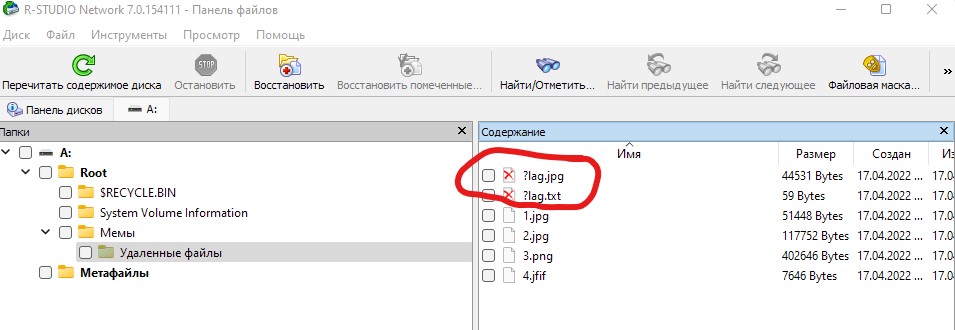 R-STUDIO Network 7.0.154111 - Панель файлов
Диск Файл Инструменты Просмотр Помощь
Перечитать содержимое диска Остановить Восстановить Восстановить помеченные... Найти/Отметить... Найти предыдущее Найти следующее Файловая маска... »
Панель дисков A:
Папки
A:
Root
$RECYCLE.BIN
System Volume Information
Мемы
Удаленные файлы
Метафайлы
Содержание
Имя Размер Создан Из
?lag.jpg 44531 Bytes 17.04.2022 ... 17.0
?lag.txt 59 Bytes 17.04.2022 ... 17.0
1.jpg 51448 Bytes 17.04.2022 ... 17.0
2.jpg 117752 Bytes 17.04.2022 ... 17.0
3.png 402646 Bytes 17.04.2022 ... 17.0
4.jfif 7646 Bytes 17.04.2022 ... 17.0